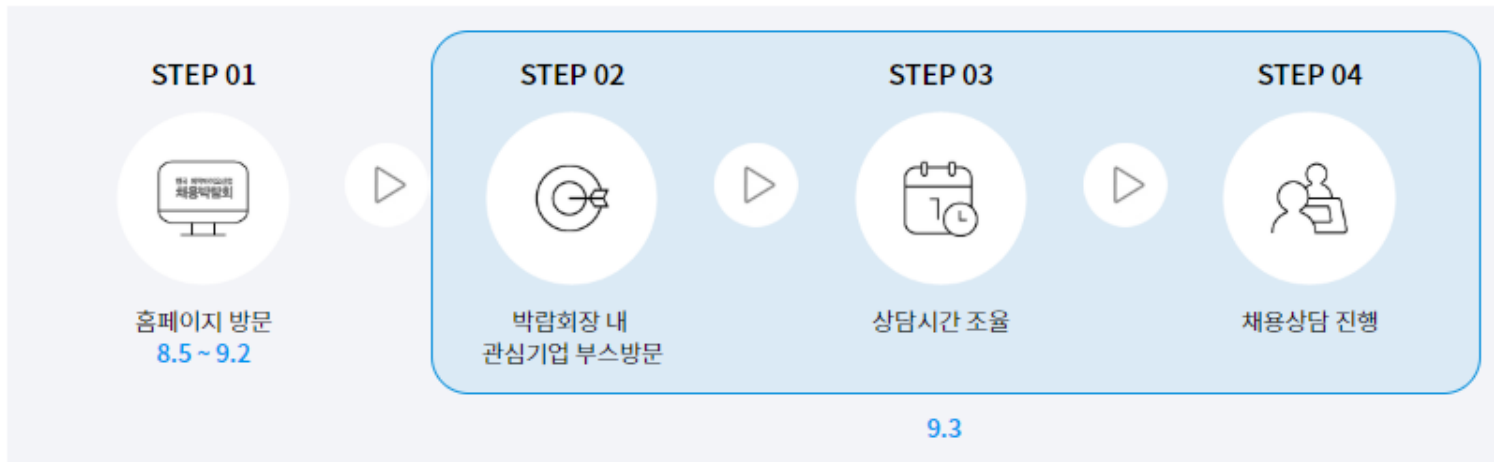 STEP 01
STEP 02
STEP 03
STEP 04
채용박람회
홈페이지 방문
8.5 ~ 9.2
박람회장 내
관심기업 부스방문
상담시간 조율
채용상담 진행
9.3